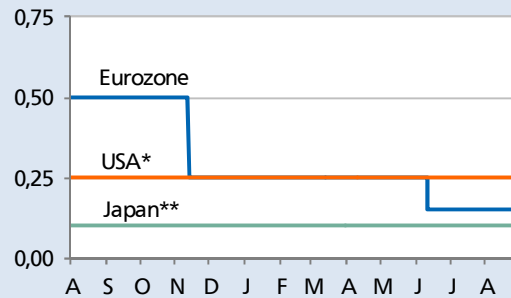 0,75
Eurozone
0,50
USA*
0,25
Japan**
0,00
A S O N D J F M A M J J A